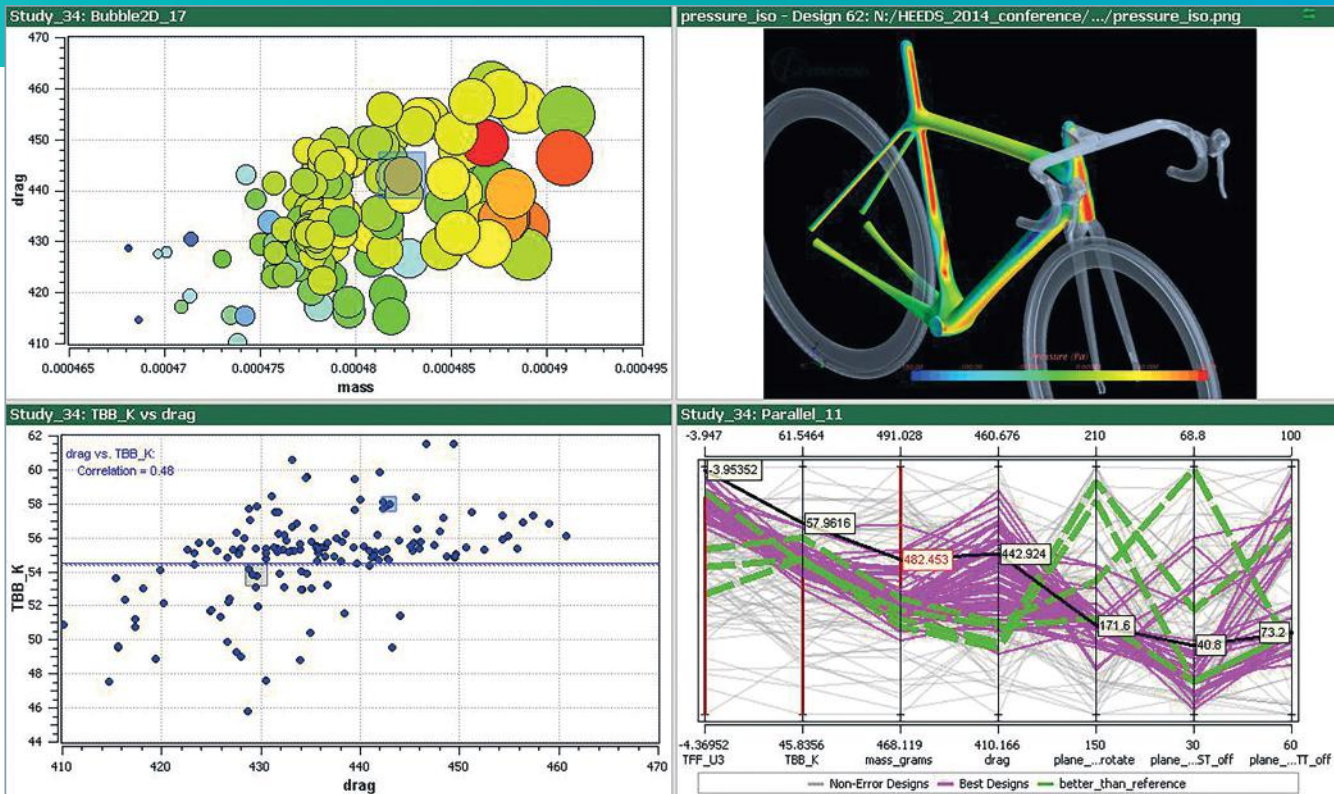 Study_34: Bubble2D_17
470
460
450
440
430
420
410
drag
0.000465
0.00047
0.000475
0.00048
0.000485
0.00049
0.000495
mass
pressure_iso - Design 62: N:/HEEDS_2014_conference/.../pressure_iso.png
Pressure (Pa)
Study_34: TBB_K vs drag
drag vs. TBB_K:
Correlation = 0.48
62
60
58
56
54
52
50
48
46
44
TBB_K
410
420
430
440
450
460
470
drag
Study_34: Parallel_11
-3.947
61.5464
491.028
460.676
210
68.8
100
-3.95352
57.9616
482.453
442.924
171.6
40.8
73.2
-4.36952
45.8356
468.119
410.166
150
30
60
TFF_U3
TBB_K
mass_grams
drag
plane_...rotate
plane_...ST_off
plane_...TT_off
Non-Error Designs
Best Designs
better_than_reference